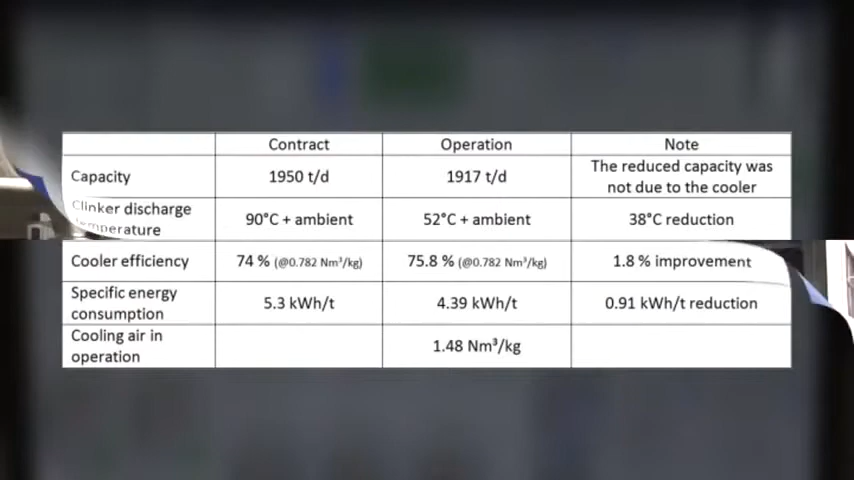 Contract Operation Note
Capacity 1950 t/d 1917 t/d The reduced capacity was
not due to the cooler
Clinker discharge
temperature 90°C + ambient 52°C + ambient 38°C reduction
Cooler efficiency 74 % (@0.782 Nm³/kg) 75.8 % (@0.782 Nm³/kg) 1.8 % improvement
Specific energy
consumption 5.3 kWh/t 4.39 kWh/t 0.91 kWh/t reduction
Cooling air in
operation 1.48 Nm³/kg